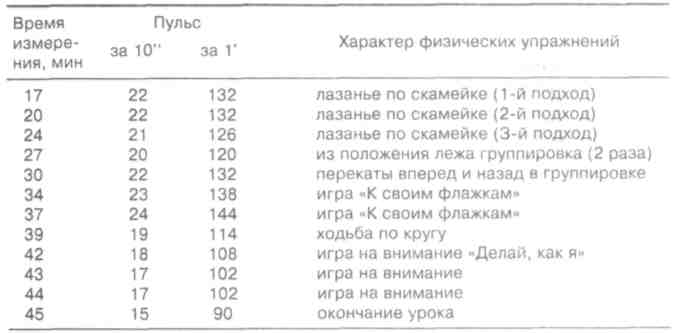 Время измере- ния, мин Пульс Характер физических упражнений
за 10'' за 1'
17 22 132 лазанье по скамейке (1-й подход)
20 22 132 лазанье по скамейке (2-й подход)
24 21 126 лазанье по скамейке (3-й подход)
27 20 120 из положения лежа группировка (2 раза)
30 22 132 перекаты вперед и назад в группировке
34 23 138 игра «К своим флажкам»
37 24 144 игра «К своим флажкам»
39 19 114 ходьба по кругу
42 18 108 игра на внимание «Делай, как я»
43 17 102 игра на внимание
44 17 102 игра на внимание
45 15 90 окончание урока